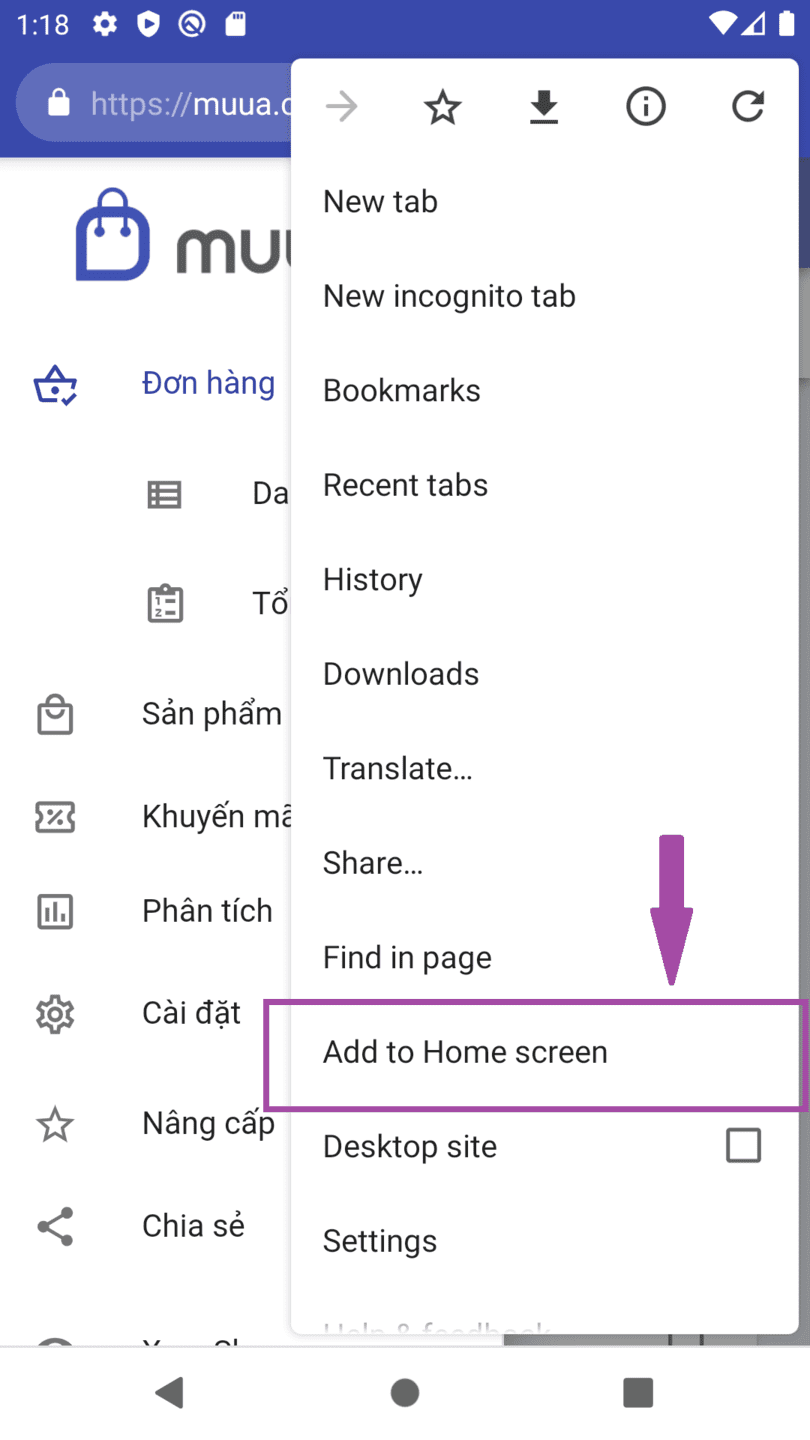 1:18
https://muua.c
muu
New tab
New incognito tab
Bookmarks
Recent tabs
History
Downloads
Translate...
Share...
Find in page
Add to Home screen
Desktop site
Settings
Help & feedback
Đơn hàng
Da
Tổ
Sản phẩm
Khuyến mã
Phân tích
Cài đặt
Nâng cấp
Chia sẻ